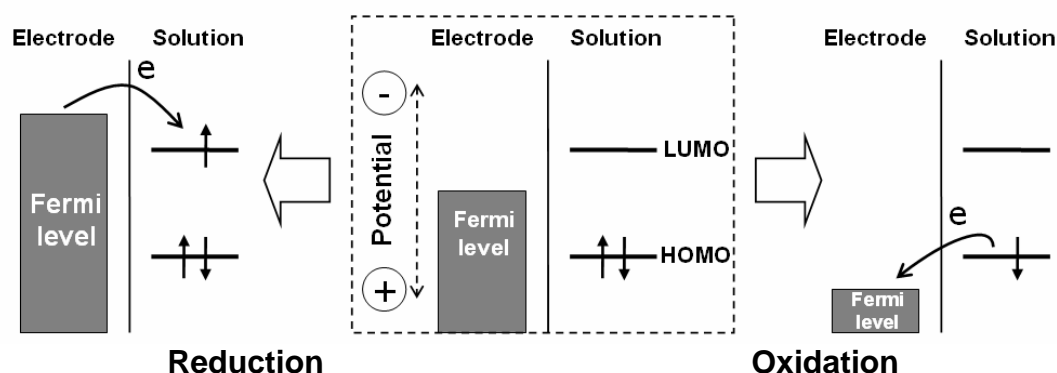 Electrode Solution
e
Fermi
level
Reduction
Electrode Solution
-
Potential
+
Fermi
level
LUMO
HOMO
Electrode Solution
e
Fermi
level
Oxidation